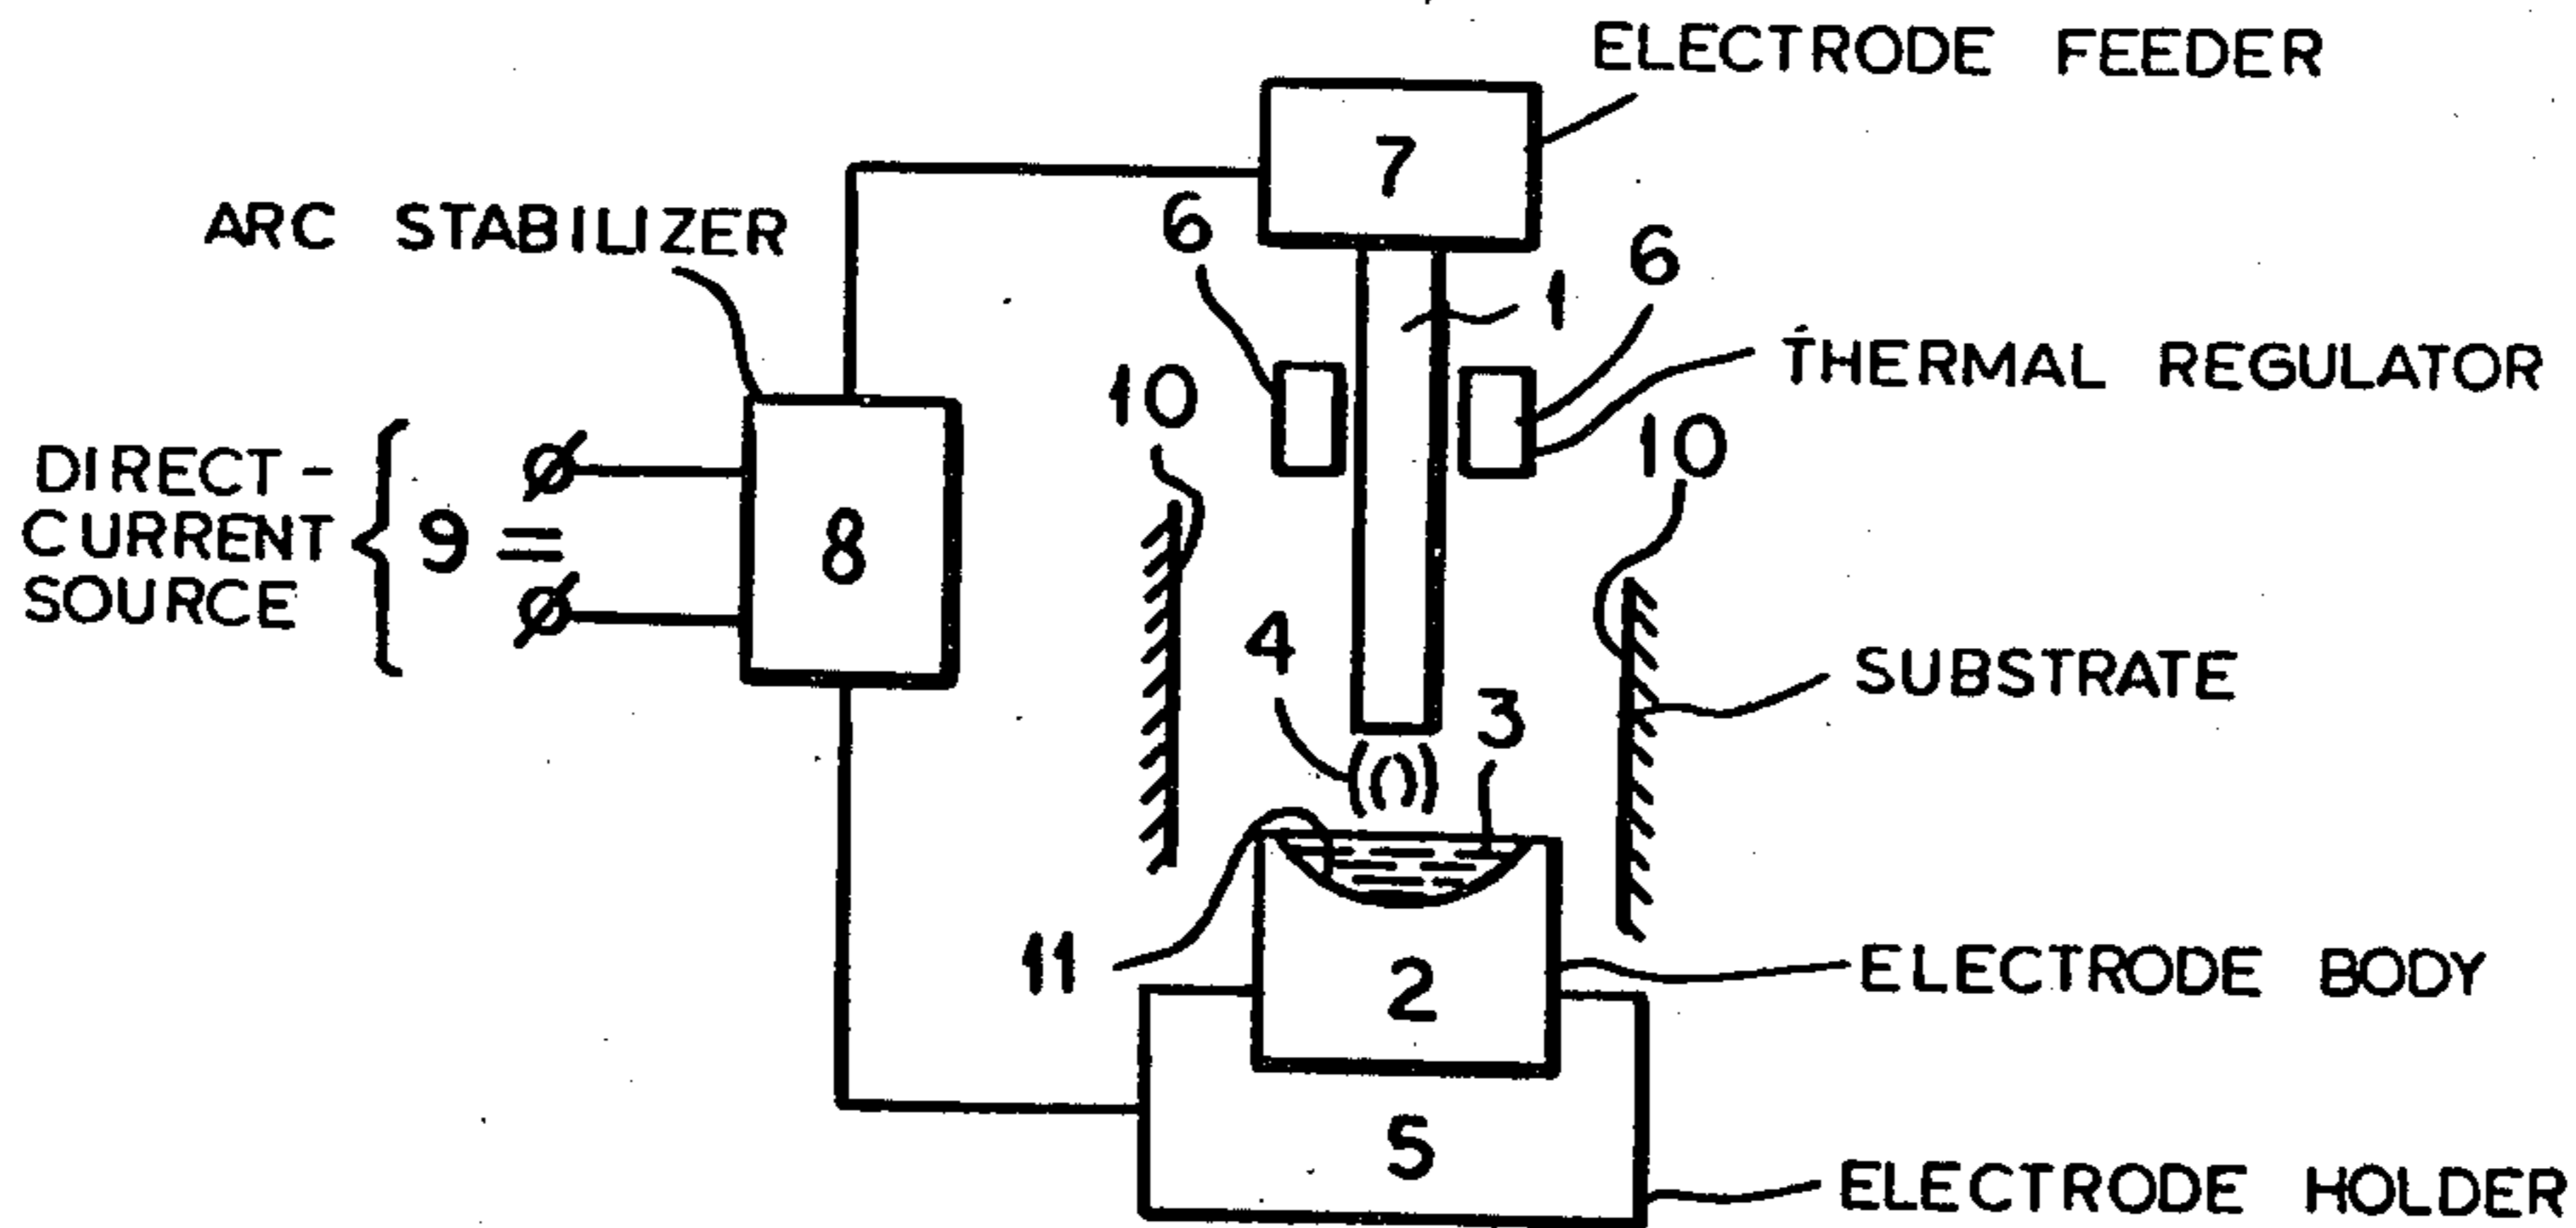 ELECTRODE FEEDER
7
ARC STABILIZER
6
6
1
THERMAL REGULATOR
10
10
DIRECT-
CURRENT
SOURCE
9 =
8
4
3
SUBSTRATE
11
2
ELECTRODE BODY
5
ELECTRODE HOLDER